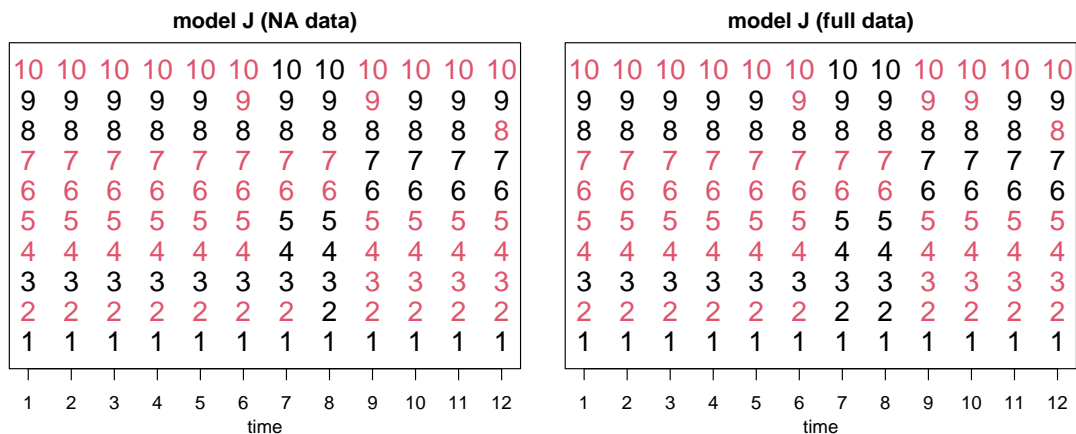 model J (NA data)
10 10 10 10 10 10 10 10 10 10 10 10
9 9 9 9 9 9 9 9 9 9 9 9
8 8 8 8 8 8 8 8 8 8 8 8
7 7 7 7 7 7 7 7 7 7 7 7
6 6 6 6 6 6 6 6 6 6 6 6
5 5 5 5 5 5 5 5 5 5 5 5
4 4 4 4 4 4 4 4 4 4 4 4
3 3 3 3 3 3 3 3 3 3 3 3
2 2 2 2 2 2 2 2 2 2 2 2
1 1 1 1 1 1 1 1 1 1 1 1
1 2 3 4 5 6 7 8 9 10 11 12
time
model J (full data)
10 10 10 10 10 10 10 10 10 10 10 10
9 9 9 9 9 9 9 9 9 9 9 9
8 8 8 8 8 8 8 8 8 8 8 8
7 7 7 7 7 7 7 7 7 7 7 7
6 6 6 6 6 6 6 6 6 6 6 6
5 5 5 5 5 5 5 5 5 5 5 5
4 4 4 4 4 4 4 4 4 4 4 4
3 3 3 3 3 3 3 3 3 3 3 3
2 2 2 2 2 2 2 2 2 2 2 2
1 1 1 1 1 1 1 1 1 1 1 1
1 2 3 4 5 6 7 8 9 10 11 12
time